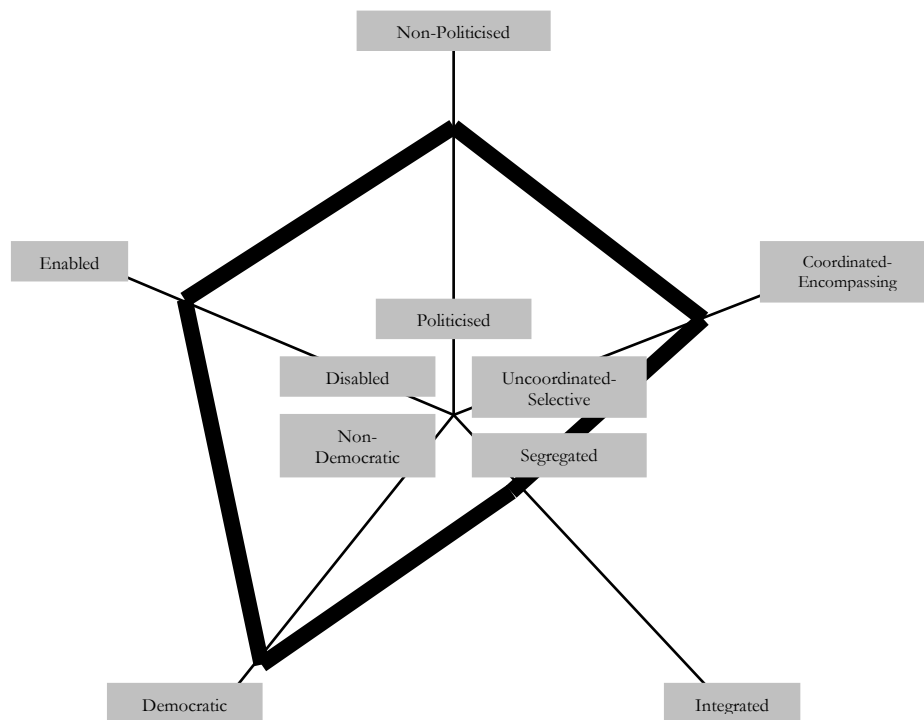 Non-Politicised
Enabled
Coordinated-
Encompassing
Politicised
Disabled
Uncoordinated-
Selective
Non-
Democratic
Segregated
Democratic
Integrated